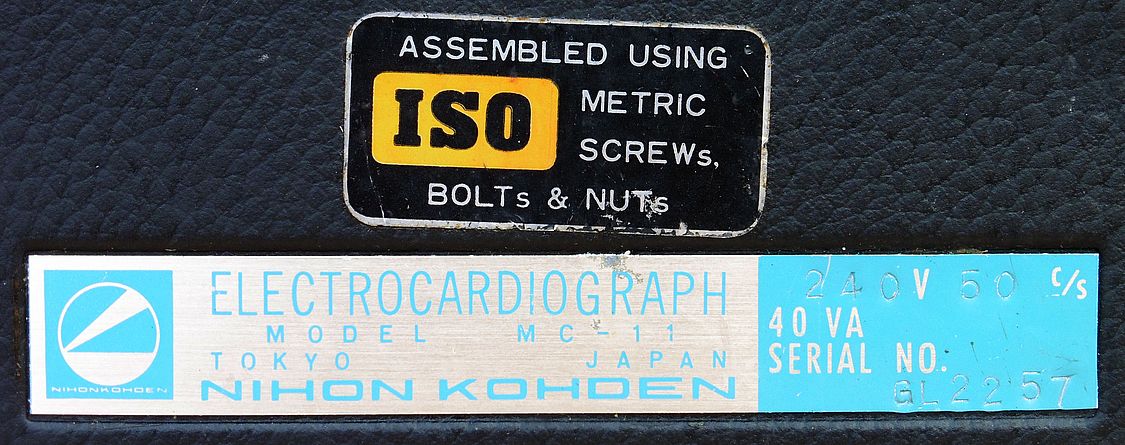 ASSEMBLED USING
ISO METRIC
SCREWs,
BOLTs & NUTs
NIHONKOHDEN
ELECTROCARDIOGRAPH
MODEL MC-11
TOKYO JAPAN
NIHON KOHDEN
240V 50 c/s
40 VA
SERIAL NO.
GL2257